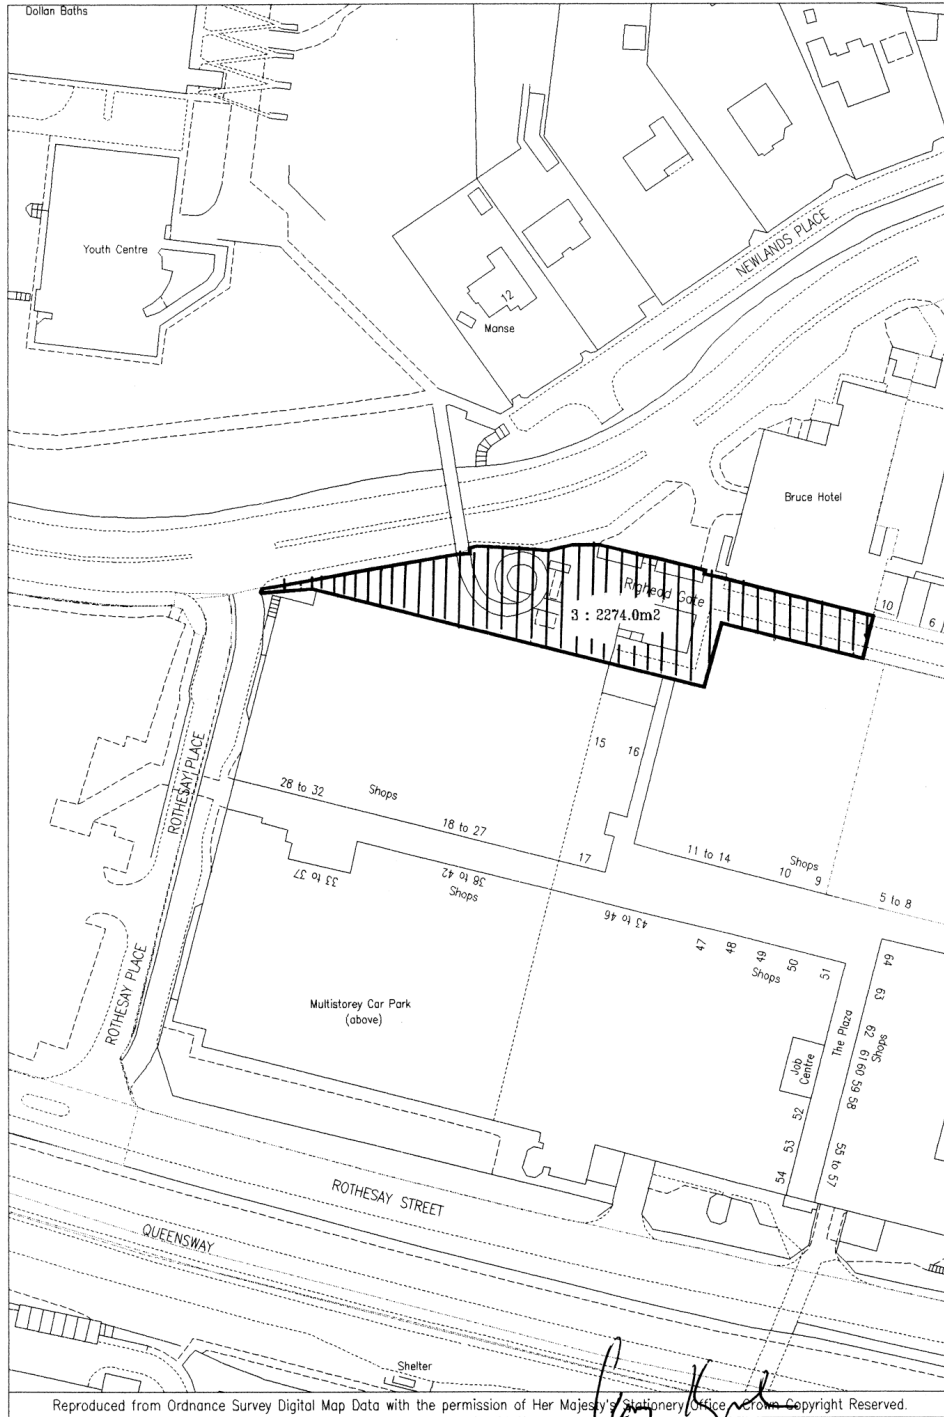 Dollan Baths
Youth Centre
NEWLANDS PLACE
12
Manse
Bruce Hotel
10
6
Righead Gate
3 : 2274.0m2
15
16
ROTHESAY PLACE
28 to 32
Shops
18 to 27
17
33 to 37
38 to 42
Shops
11 to 14
Shops
10
9
5 to 8
43 to 46
47
48
49
50
51
Shops
64
63
62
61
60
59
58
Shops
The Plaza
Job
Centre
52
53
54
55 to 57
Multistorey Car Park
(above)
ROTHESAY PLACE
ROTHESAY STREET
QUEENSWAY
Shelter
Reproduced from Ordnance Survey Digital Map Data with the permission of Her Majesty's Stationery Office Crown Copyright Reserved.